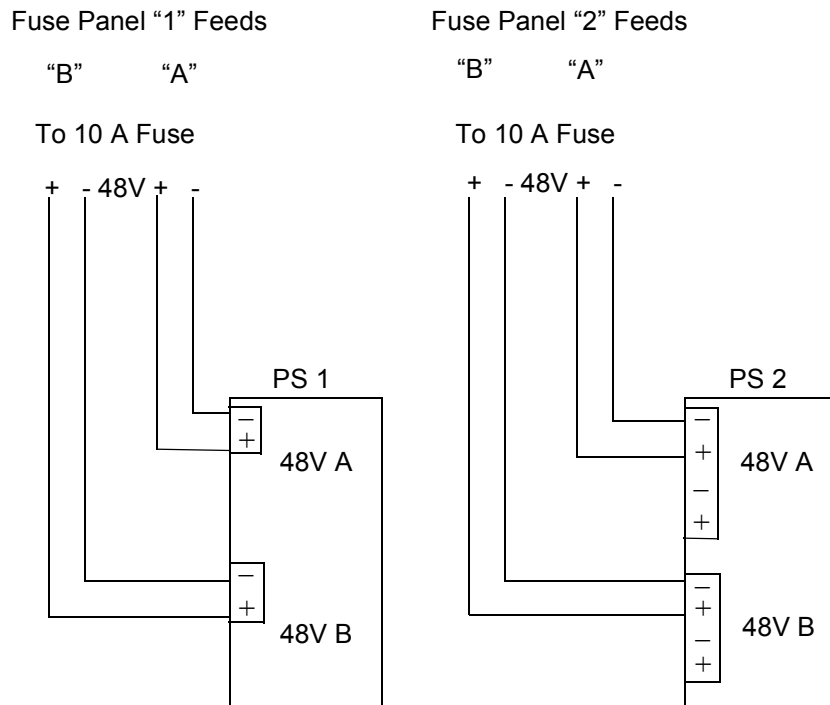 Fuse Panel “1” Feeds
“B” “A”
To 10 A Fuse
+ - 48V + -
PS 1
−
+
48V A
−
+
48V B
Fuse Panel “2” Feeds
“B” “A”
To 10 A Fuse
+ - 48V + -
PS 2
−
+
48V A
−
+
−
+
48V B
−
+